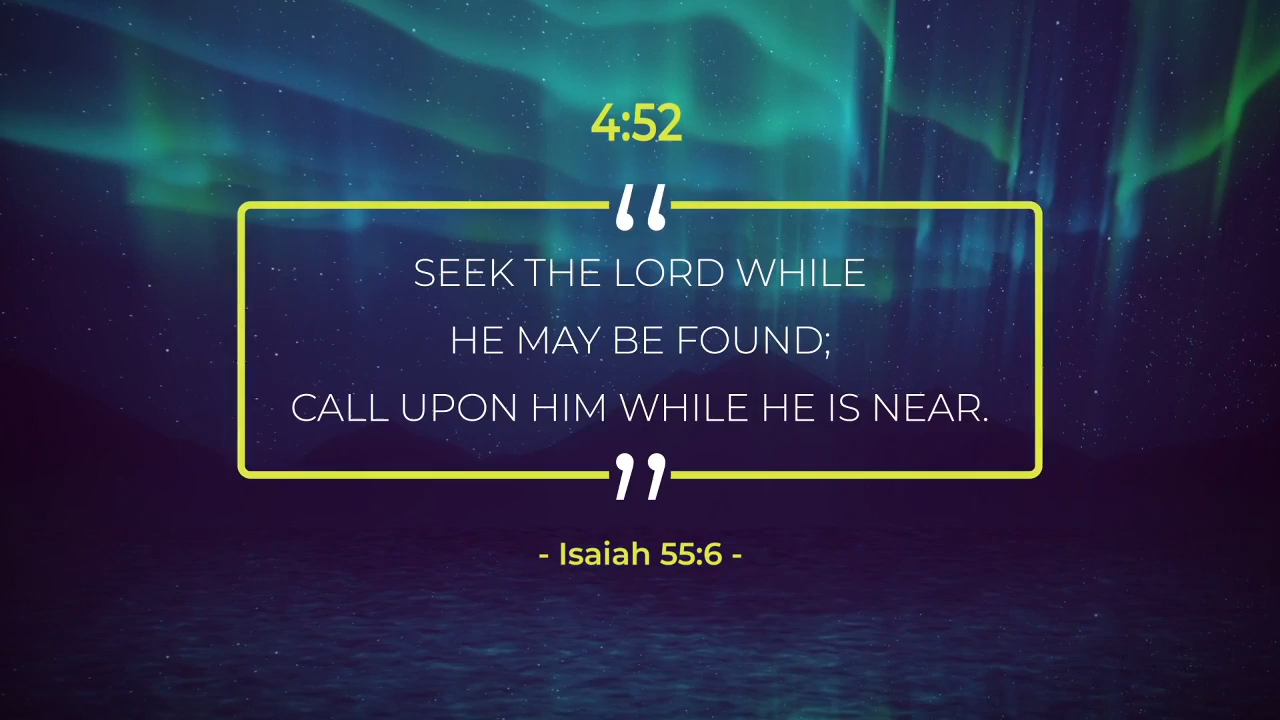 4:52
“
SEEK THE LORD WHILE
HE MAY BE FOUND;
CALL UPON HIM WHILE HE IS NEAR.
”
- Isaiah 55:6 -